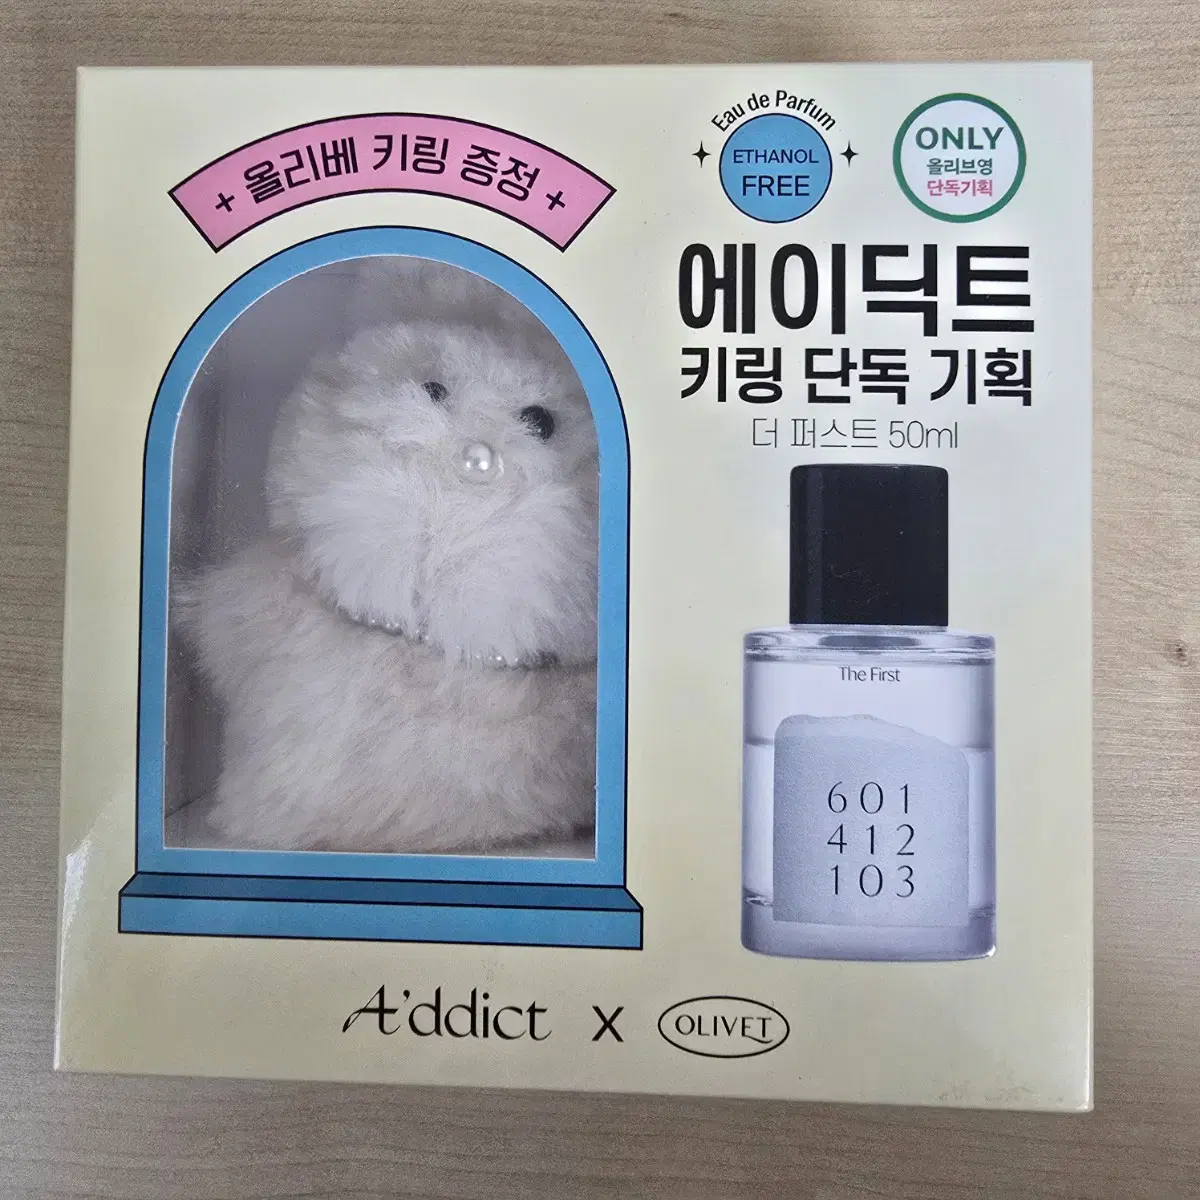 + 올리베 키링 증정 +
Eau de Parfum
ETHANOL
FREE
ONLY
올리브영
단독기획
에이딕트
키링 단독 기획
더 퍼스트 50ml
The First
601
412
103
A'ddict X OLIVET